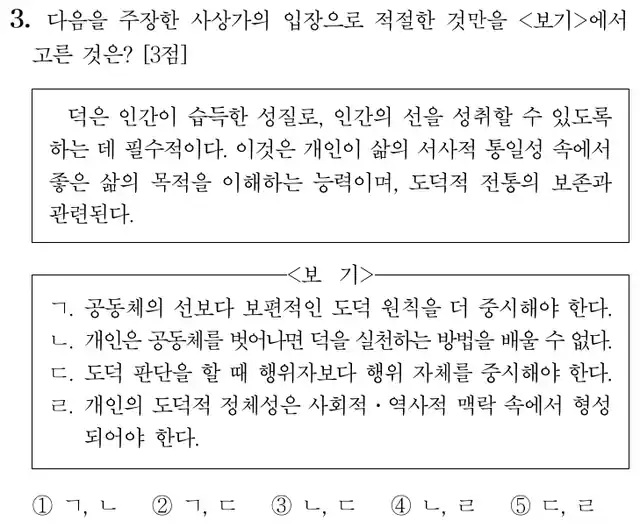 3. 다음을 주장한 사상가의 입장으로 적절한 것만을 <보기>에서
고른 것은? [3점]
덕은 인간이 습득한 성질로, 인간의 선을 성취할 수 있도록
하는 데 필수적이다. 이것은 개인이 삶의 서사적 통일성 속에서
좋은 삶의 목적을 이해하는 능력이며, 도덕적 전통의 보존과
관련된다.
<보 기>
ㄱ. 공동체의 선보다 보편적인 도덕 원칙을 더 중시해야 한다.
ㄴ. 개인은 공동체를 벗어나면 덕을 실천하는 방법을 배울 수 없다.
ㄷ. 도덕 판단을 할 때 행위자보다 행위 자체를 중시해야 한다.
ㄹ. 개인의 도덕적 정체성은 사회적·역사적 맥락 속에서 형성
되어야 한다.
① ㄱ, ㄴ ② ㄱ, ㄷ ③ ㄴ, ㄷ ④ ㄴ, ㄹ ⑤ ㄷ, ㄹ